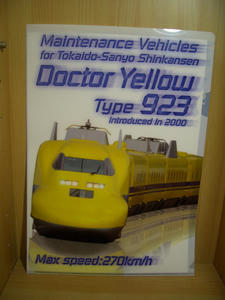 Maintenance Vehicles
for Tokaido-Sanyo Shinkansen
Doctor Yellow
Type 923
introduced in 2000
Max speed:270km/h